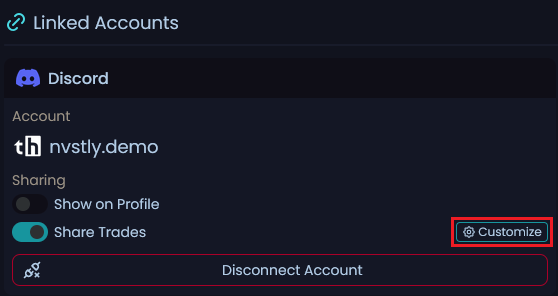 Linked Accounts
Discord
Account
th nvstly.demo
Sharing
Show on Profile
Share Trades
Customize
Disconnect Account